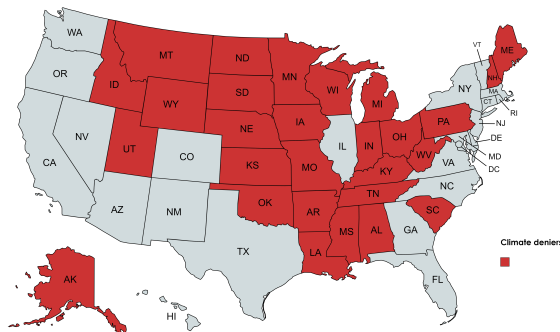 WA
MT
ND
MN
WI
MI
VT
NH
ME
OR
ID
SD
WY
NY
MA
CT
RI
IA
NE
PA
NJ
NV
UT
CO
IL
IN
OH
DE
MD
DC
WV
VA
KS
MO
KY
CA
NC
TN
AZ
NM
OK
AR
SC
MS
AL
GA
TX
LA
FL
AK
HI
Climate deniers